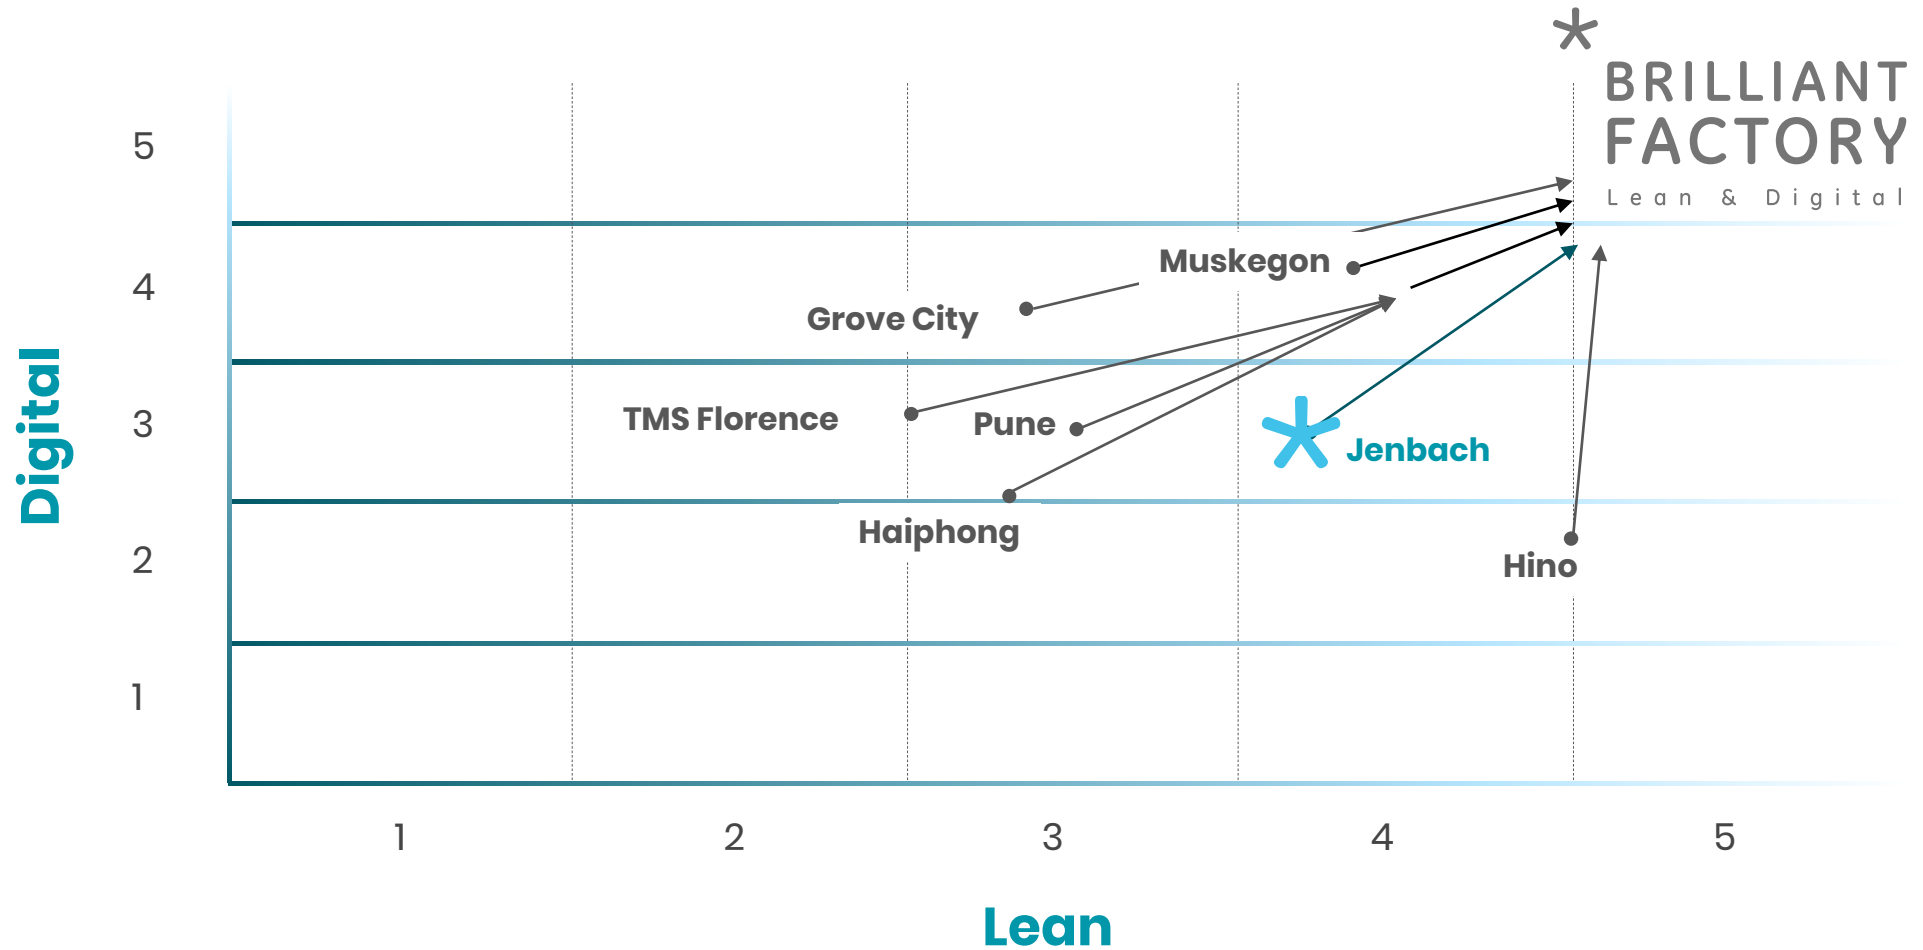 BRILLIANT
FACTORY
Lean & Digital
5
4
3
2
1
Digital
Muskegon
Grove City
TMS Florence
Pune
Jenbach
Haiphong
Hino
1
2
3
4
5
Lean